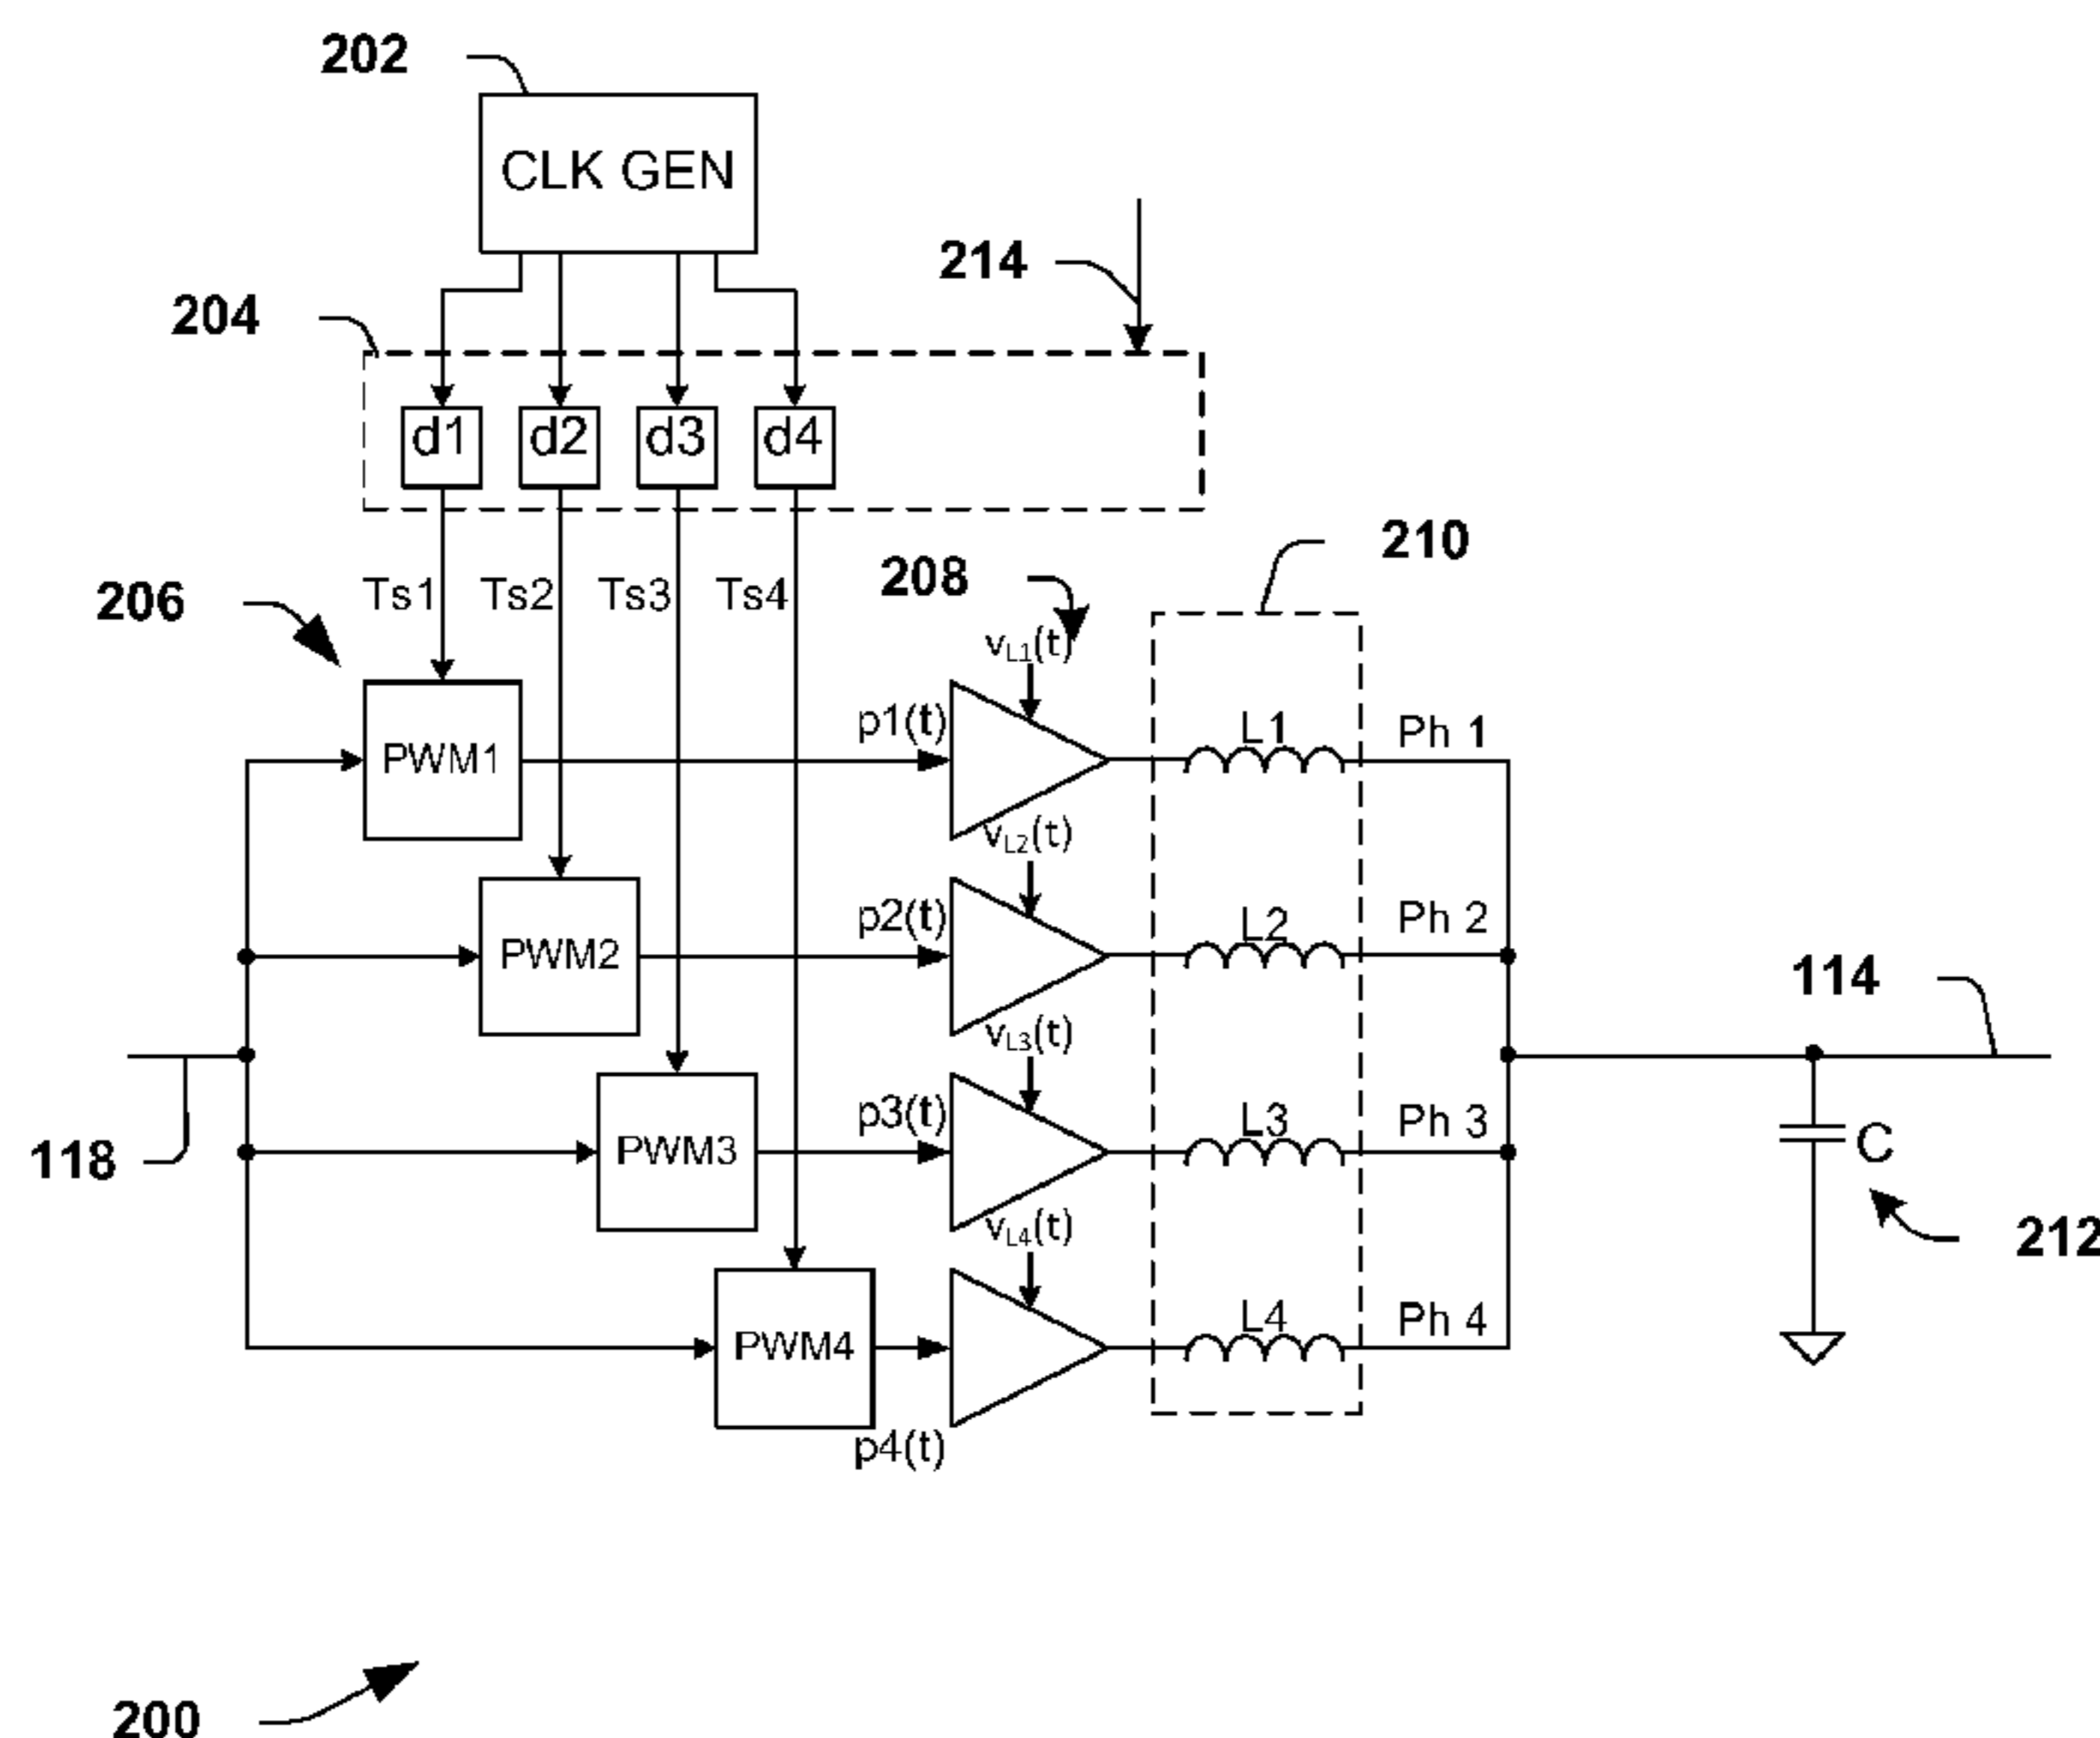 202
CLK GEN
214
204
d1 d2 d3 d4
210
208
206
Ts1 Ts2 Ts3 Ts4
vL1(t)
p1(t)
L1
Ph 1
PWM1
vL2(t)
p2(t)
L2
Ph 2
PWM2
114
vL3(t)
p3(t)
L3
Ph 3
PWM3
C
118
vL4(t)
212
L4
Ph 4
PWM4
p4(t)
200